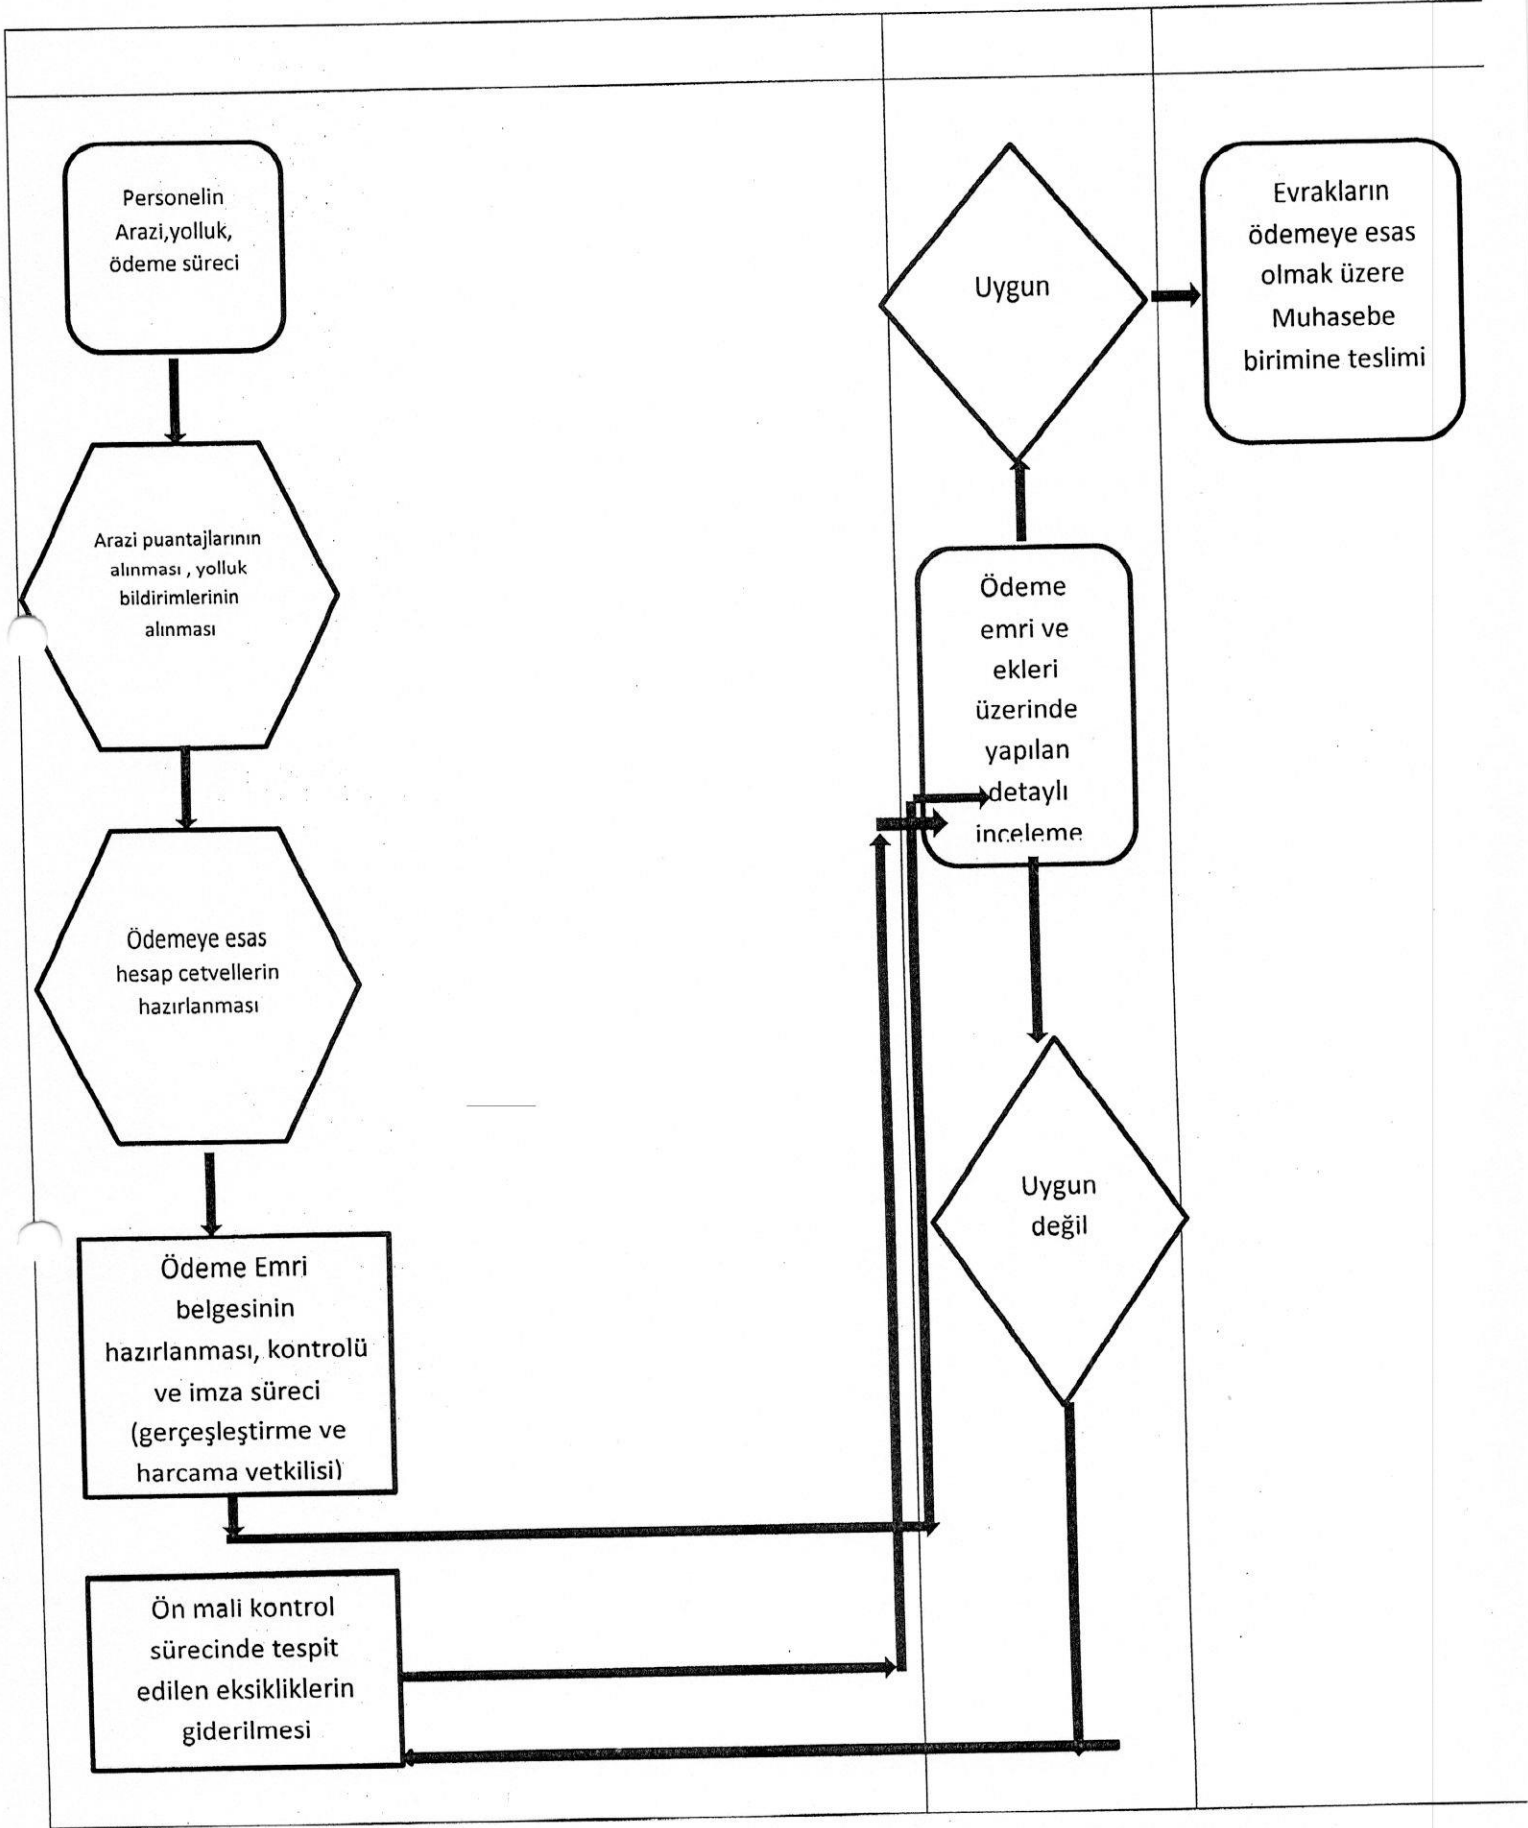 Personelin
Arazi,yolluk,
ödeme süreci
Arazi puantajlarının
alınması , yolluk
bildirimlerinin
alınması
Ödemeye esas
hesap cetvellerin
hazırlanması
Ödeme Emri
belgesinin
hazırlanması, kontrolü
ve imza süreci
(gerçeşleştirme ve
harcama vetkilisi)
Ön mali kontrol
sürecinde tespit
edilen eksikliklerin
giderilmesi
Uygun
Ödeme
emri ve
ekleri
üzerinde
yapılan
detaylı
inceleme
Uygun
değil
Evrakların
ödemeye esas
olmak üzere
Muhasebe
birimine teslimi